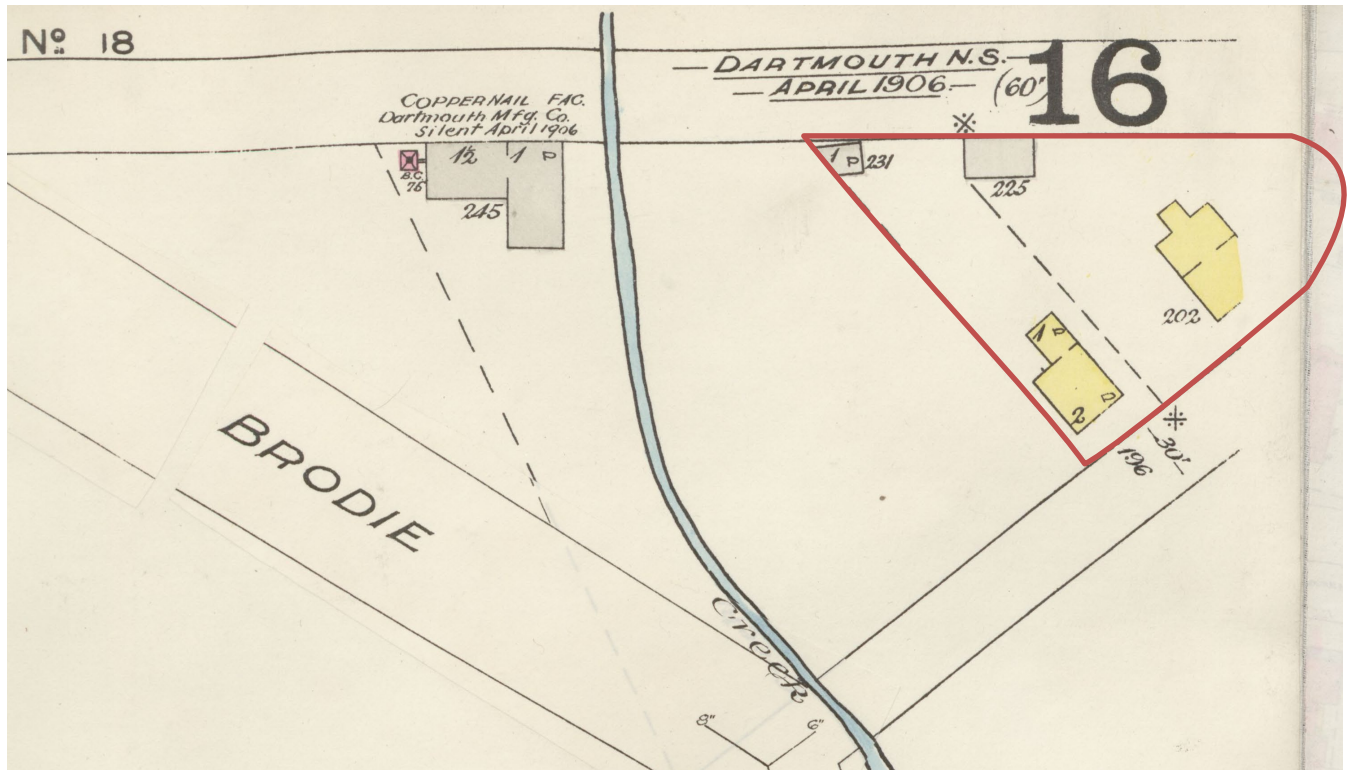 Nº 18
DARTMOUTH N.S.
APRIL 1906
(60')
16
COPPER NAIL FAC.
Dartmouth Mfg. Co.
Silent April 1906
1½
1 D
B.C.
76
245
1 D
231
225
202
1 D
2 D
196
30'
BRODIE
Creek
8"
6"